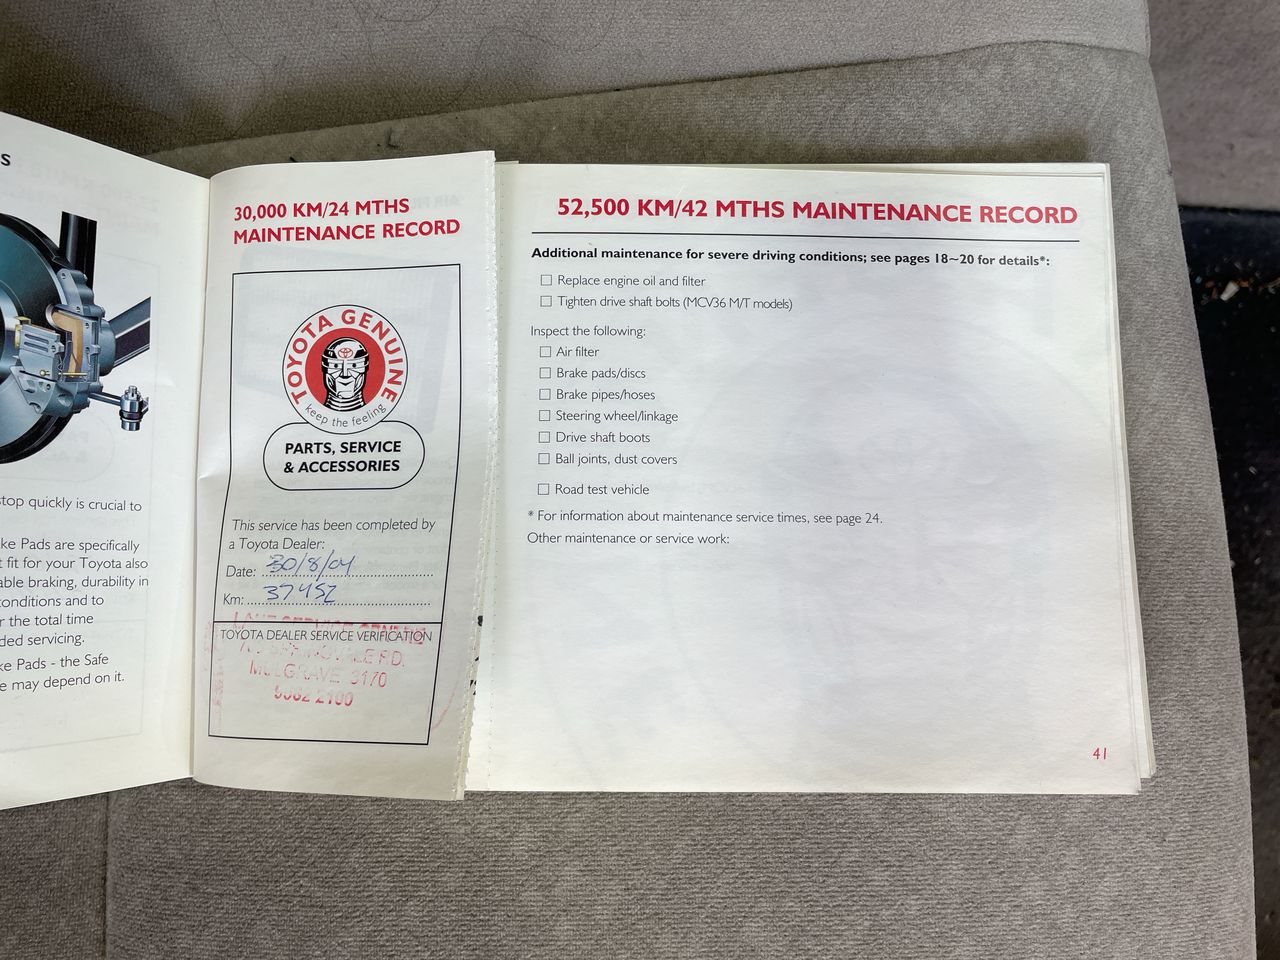 S
stop quickly is crucial to
ke Pads are specifically
t fit for your Toyota also
able braking, durability in
conditions and to
r the total time
ded servicing.
ke Pads - the Safe
e may depend on it.
30,000 KM/24 MTHS
MAINTENANCE RECORD
TOYOTA GENUINE
keep the feeling
PARTS, SERVICE
& ACCESSORIES
This service has been completed by
a Toyota Dealer:
Date: 30/8/04
Km: 37452
TOYOTA DEALER SERVICE VERIFICATION
RD.
MULGRAVE 3170
52,500 KM/42 MTHS MAINTENANCE RECORD
Additional maintenance for severe driving conditions; see pages 18~20 for details*:
☐ Replace engine oil and filter
☐ Tighten drive shaft bolts (MCV36 M/T models)
Inspect the following:
☐ Air filter
☐ Brake pads/discs
☐ Brake pipes/hoses
☐ Steering wheel/linkage
☐ Drive shaft boots
☐ Ball joints, dust covers
☐ Road test vehicle
* For information about maintenance service times, see page 24.
Other maintenance or service work:
41